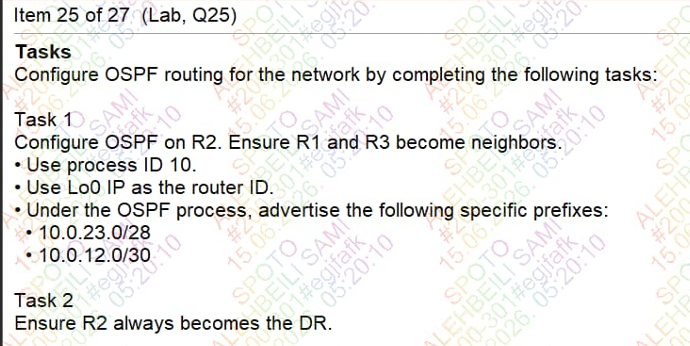 Item 25 of 27 (Lab, Q25)
Tasks
Configure OSPF routing for the network by completing the following tasks:
Task 1
Configure OSPF on R2. Ensure R1 and R3 become neighbors.
• Use process ID 10.
• Use Lo0 IP as the router ID.
• Under the OSPF process, advertise the following specific prefixes:
• 10.0.23.0/28
• 10.0.12.0/30
Task 2
Ensure R2 always becomes the DR.